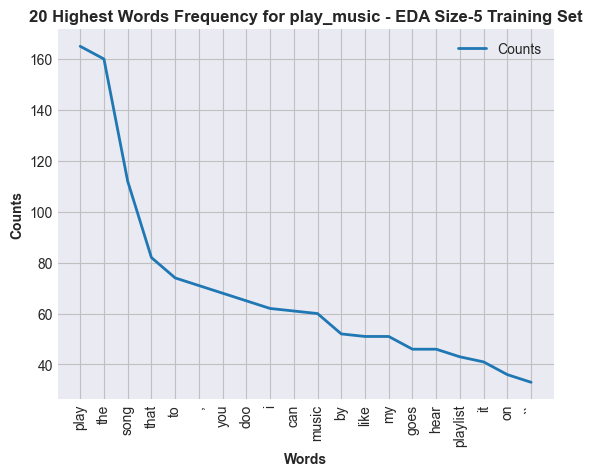 20 Highest Words Frequency for play_music - EDA Size-5 Training Set
Counts
Counts
160
140
120
100
80
60
40
play
the
song
that
to
,
you
doo
i
can
music
by
like
my
goes
hear
playlist
it
on
``
Words